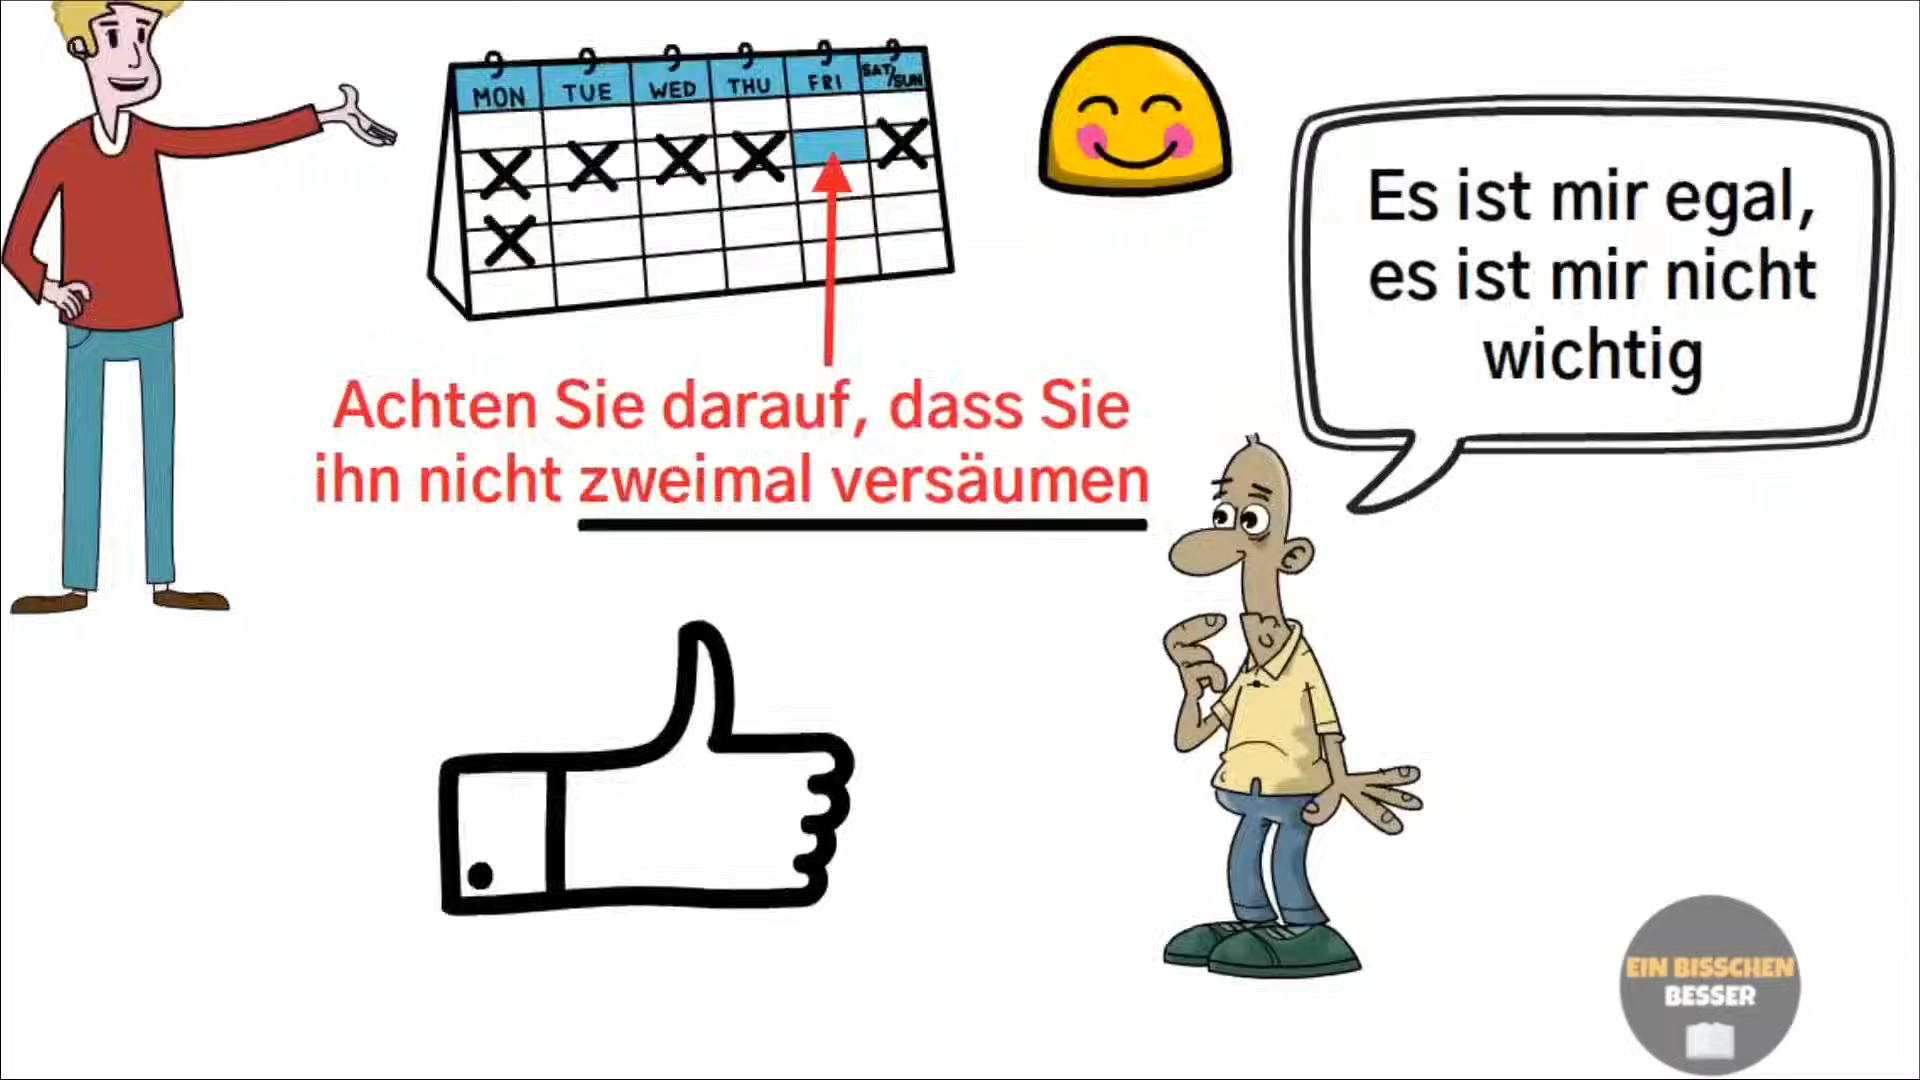 MON TUE WED THU FRI SAT/SUN
Es ist mir egal,
es ist mir nicht
wichtig
Achten Sie darauf, dass Sie
ihn nicht zweimal versäumen
EIN BISSCHEN
BESSER